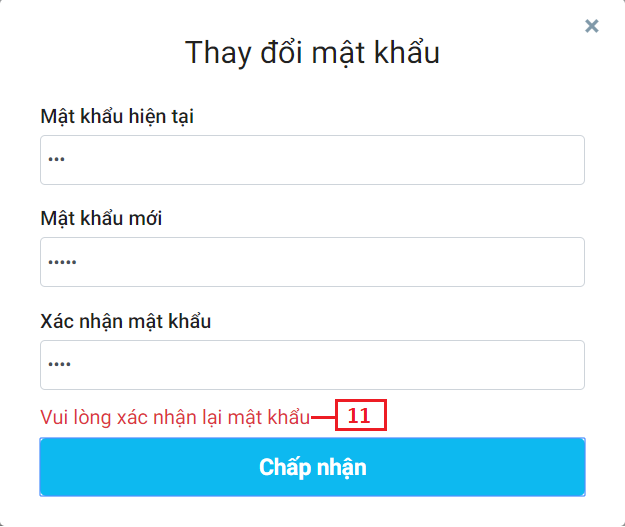 ×
Thay đổi mật khẩu
Mật khẩu hiện tại
•••
Mật khẩu mới
•••••
Xác nhận mật khẩu
••••
Vui lòng xác nhận lại mật khẩu 11
Chấp nhận